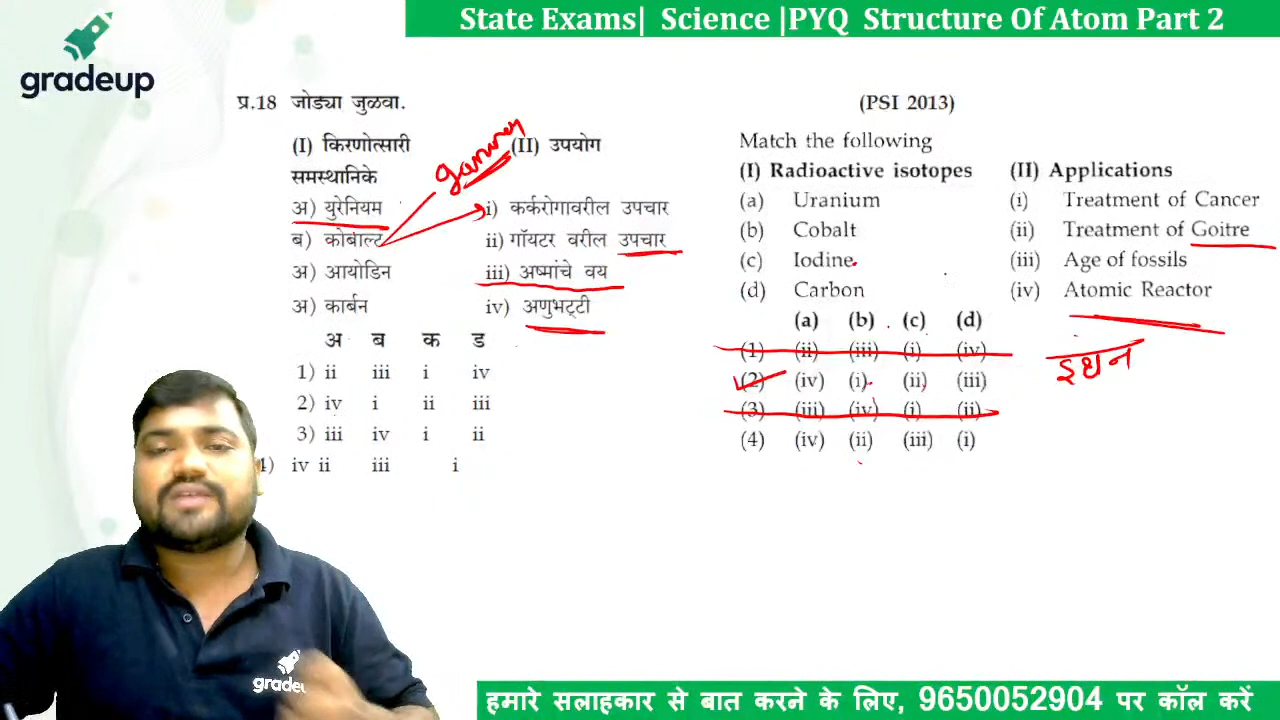 State Exams| Science |PYQ Structure Of Atom Part 2
gradeup
प्र.18 जोड्या जुळवा.
(I) किरणोत्सारी
समस्थानिके
(II) उपयोग
अ) युरेनियम
i) कर्करोगावरील उपचार
ब) कोबाल्ट
ii) गॉयटर वरील उपचार
अ) आयोडिन
iii) अष्मांचे वय
अ) कार्बन
iv) अणुभट्टी
अ ब क ड
1) ii iii i iv
2) iv i ii iii
3) iii iv i ii
4) iv ii iii i
(PSI 2013)
Match the following
(I) Radioactive isotopes (II) Applications
(a) Uranium (i) Treatment of Cancer
(b) Cobalt (ii) Treatment of Goitre
(c) Iodine (iii) Age of fossils
(d) Carbon (iv) Atomic Reactor
(a) (b) (c) (d)
(1) (ii) (iii) (i) (iv)
(2) (iv) (i) (ii) (iii)
(3) (iii) (iv) (i) (ii)
(4) (iv) (ii) (iii) (i)
इंधन
हमारे सलाहकार से बात करने के लिए, 9650052904 पर कॉल करें